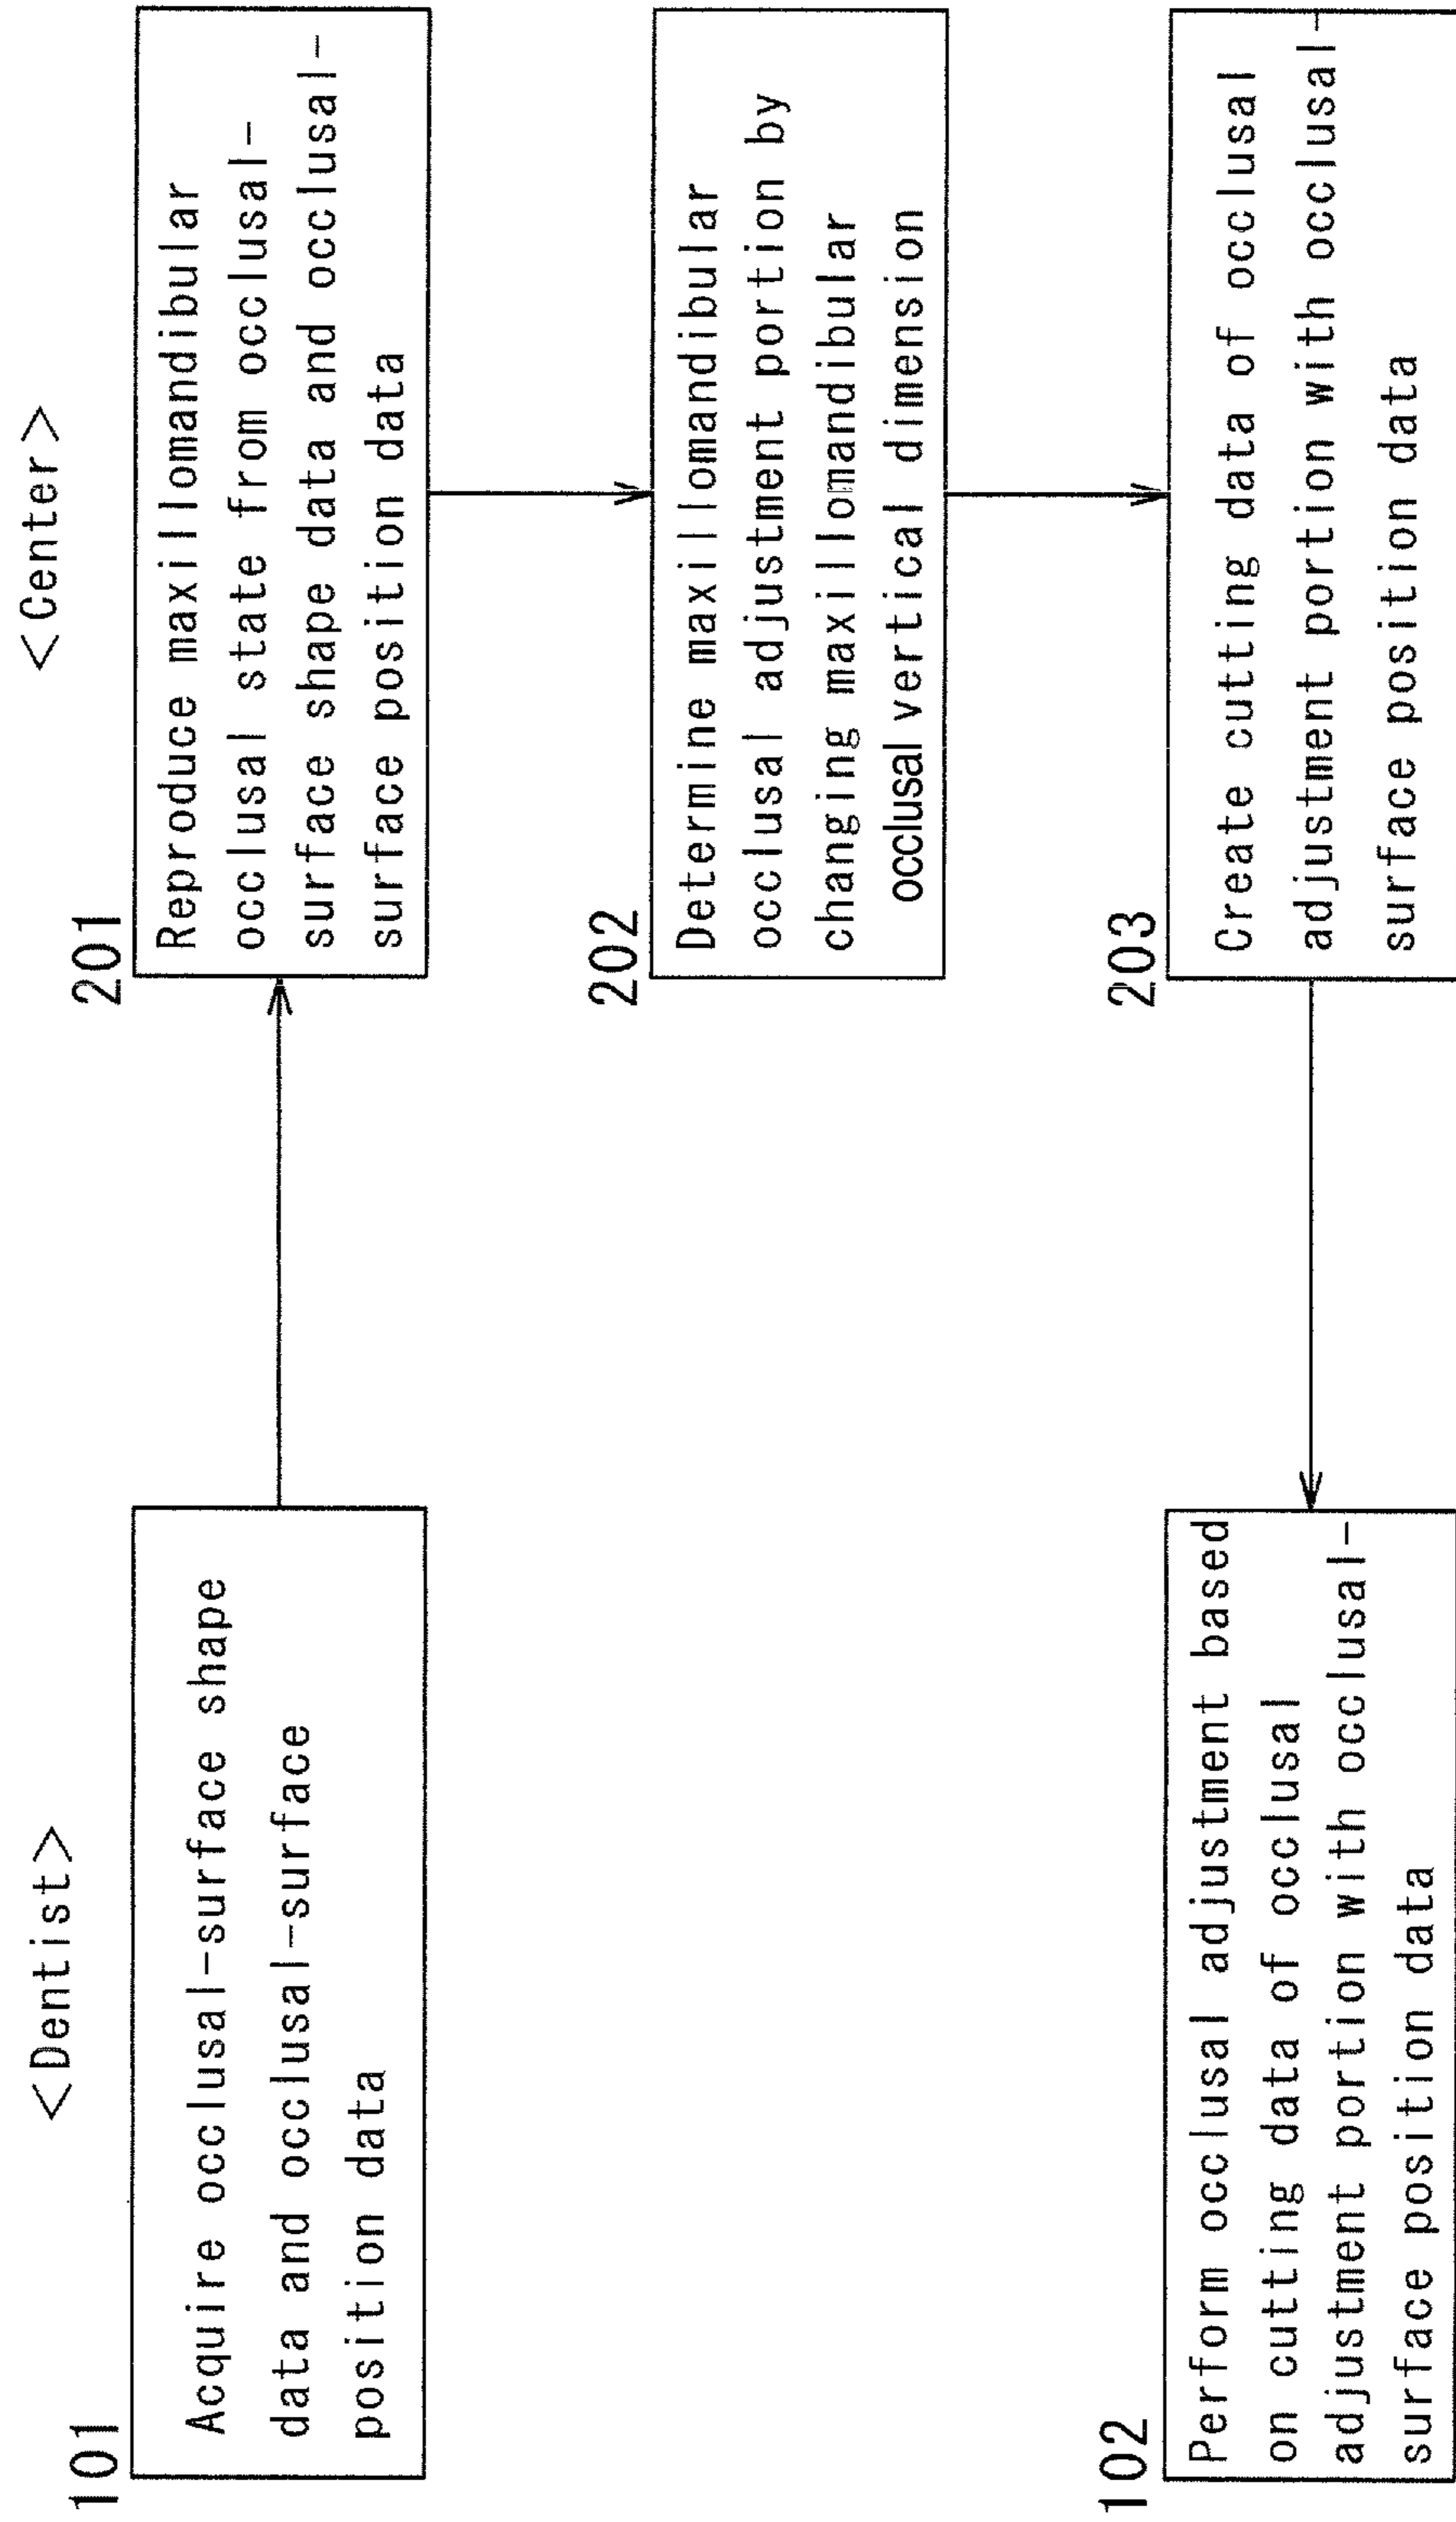 <Dentist>
101
Acquire occlusal-surface shape
data and occlusal-surface
position data
102
Perform occlusal adjustment based
on cutting data of occlusal
adjustment portion with occlusal-
surface position data
<Center>
201
Reproduce maxillomandibular
occlusal state from occlusal-
surface shape data and occlusal-
surface position data
202
Determine maxillomandibular
occlusal adjustment portion by
changing maxillomandibular
occlusal vertical dimension
203
Create cutting data of occlusal
adjustment portion with occlusal-
surface position data